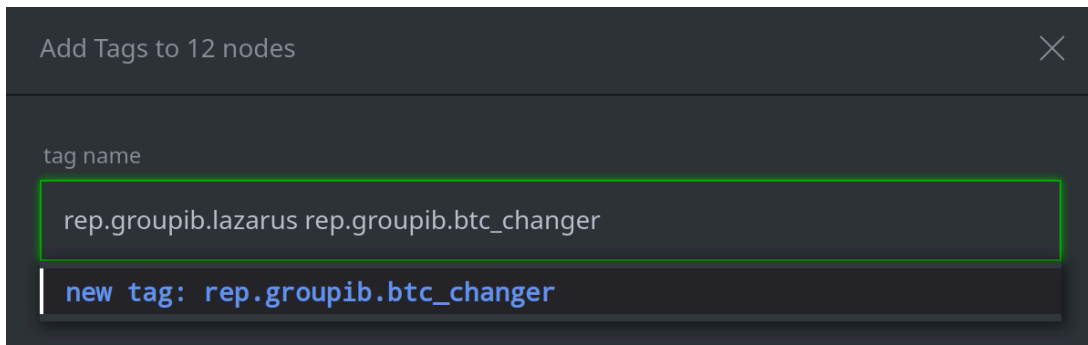 Add Tags to 12 nodes
tag name
rep.groupib.lazarus rep.groupib.btc_changer
new tag: rep.groupib.btc_changer